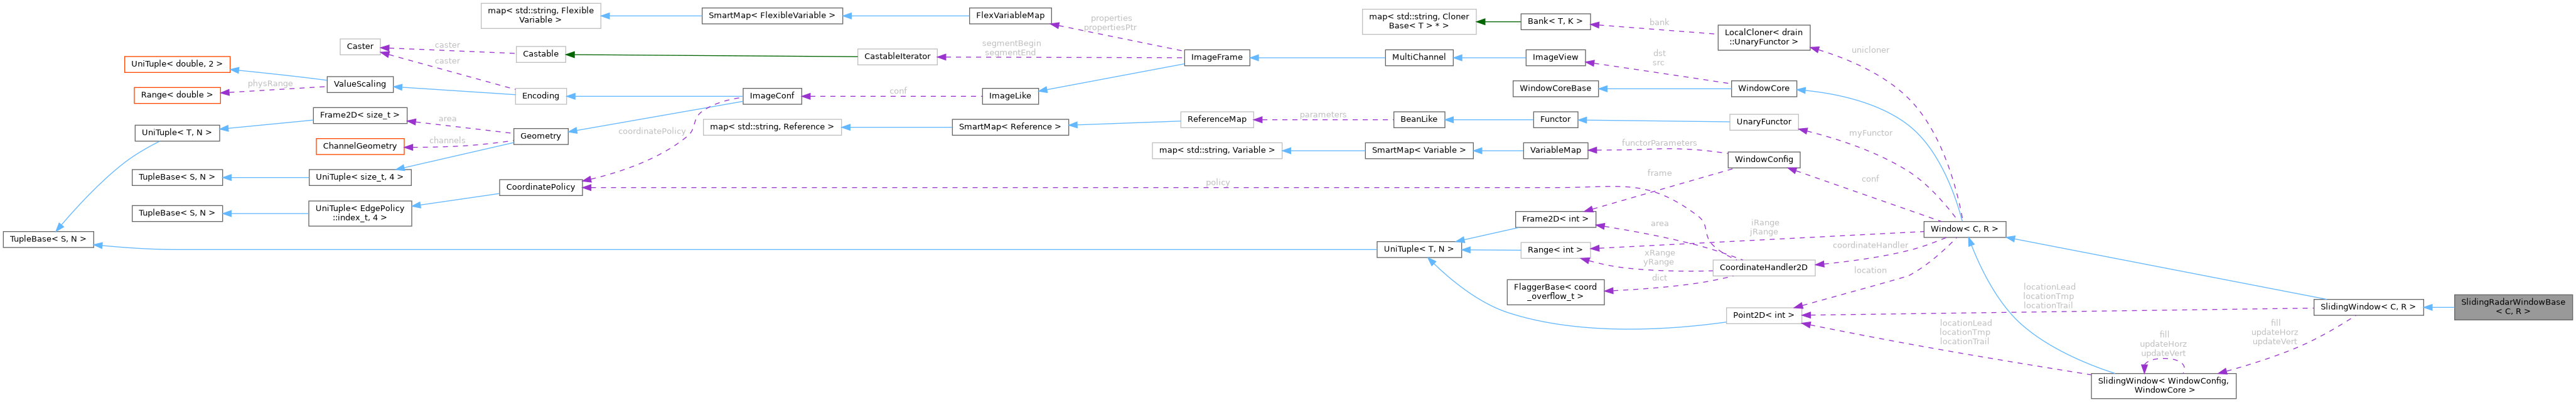 map< std::string, Flexible
Variable >
SmartMap< FlexibleVariable >
FlexVariableMap
properties
propertiesPtr
map< std::string, Cloner
Base< T > * >
Bank< T, K >
bank
LocalCloner< drain
::UnaryFunctor >
unicloner
Caster
caster
Castable
CastableIterator
segmentBegin
segmentEnd
ImageFrame
MultiChannel
ImageView
dst
src
UniTuple< double, 2 >
caster
ValueScaling
physRange
Range< double >
Encoding
ImageConf
conf
ImageLike
WindowCoreBase
WindowCore
Frame2D< size_t >
area
UniTuple< T, N >
Geometry
coordinatePolicy
map< std::string, Reference >
SmartMap< Reference >
ReferenceMap
parameters
BeanLike
Functor
UnaryFunctor
myFunctor
channels
ChannelGeometry
map< std::string, Variable >
SmartMap< Variable >
VariableMap
functorParameters
WindowConfig
TupleBase< S, N >
UniTuple< size_t, 4 >
CoordinatePolicy
policy
frame
conf
TupleBase< S, N >
UniTuple< EdgePolicy
::index_t, 4 >
Frame2D< int >
area
iRange
jRange
Window< C, R >
TupleBase< S, N >
UniTuple< T, N >
Range< int >
xRange
yRange
coordinateHandler
CoordinateHandler2D
location
dict
FlaggerBase< coord
_overflow_t >
Point2D< int >
locationLead
locationTmp
locationTrail
SlidingWindow< C, R >
SlidingRadarWindowBase
< C, R >
locationLead
locationTmp
locationTrail
fill
updateHorz
updateVert
fill
updateHorz
updateVert
SlidingWindow< WindowConfig,
WindowCore >